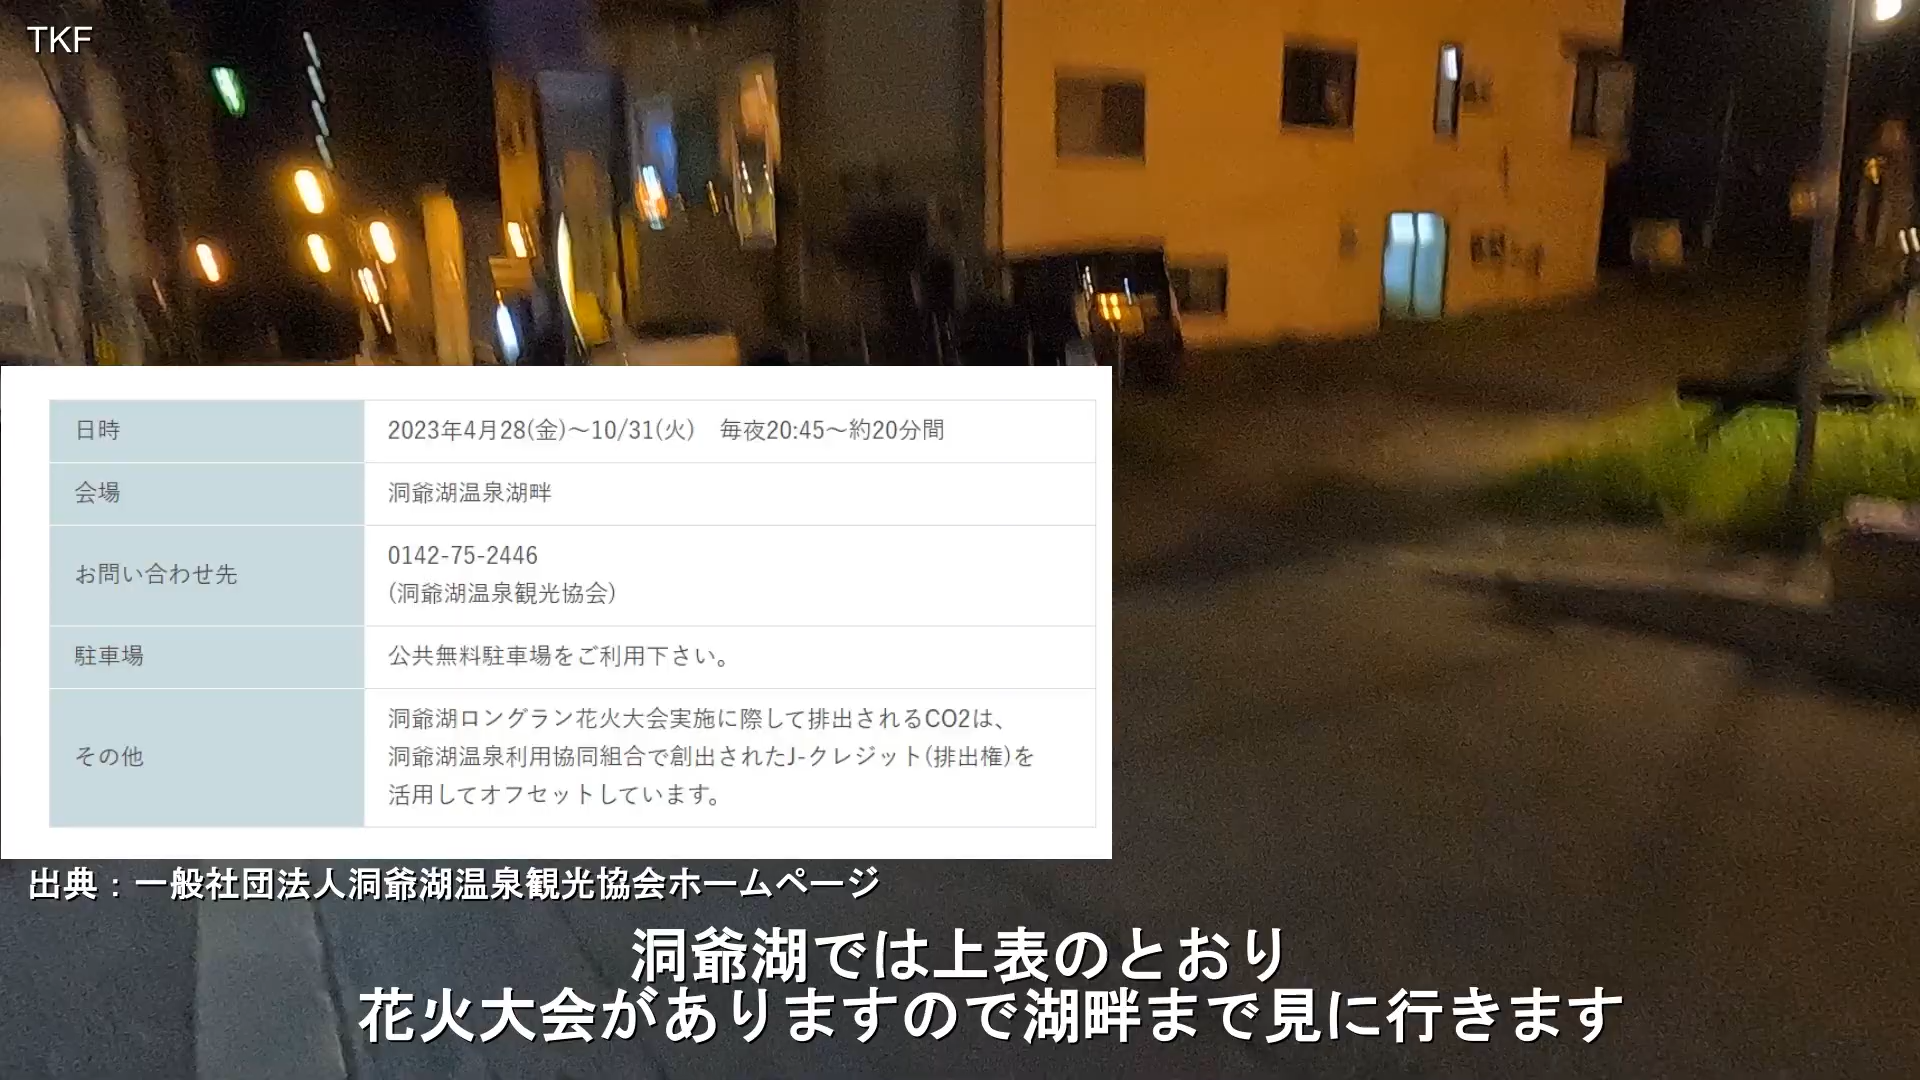 TKF
日時
2023年4月28(金)～10/31(火)　毎夜20:45～約20分間
会場
洞爺湖温泉湖畔
お問い合わせ先
0142-75-2446
(洞爺湖温泉観光協会)
駐車場
公共無料駐車場をご利用下さい。
その他
洞爺湖ロングラン花火大会実施に際して排出されるCO2は、
洞爺湖温泉利用協同組合で創出されたJ-クレジット(排出権)を
活用してオフセットしています。
出典：一般社団法人洞爺湖温泉観光協会ホームページ
洞爺湖では上表のとおり
花火大会がありますので湖畔まで見に行きます